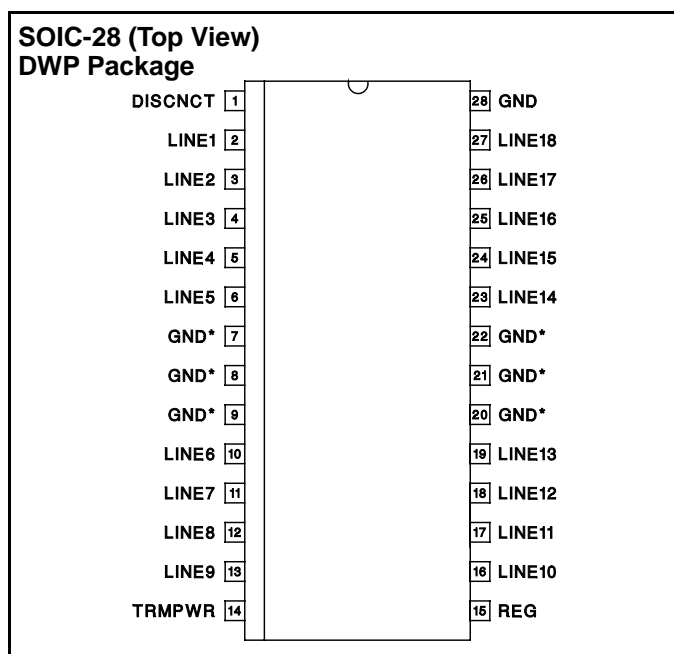 SOIC-28 (Top View)
DWP Package
DISCNCT 1 28 GND
LINE1 2 27 LINE18
LINE2 3 26 LINE17
LINE3 4 25 LINE16
LINE4 5 24 LINE15
LINE5 6 23 LINE14
GND* 7 22 GND*
GND* 8 21 GND*
GND* 9 20 GND*
LINE6 10 19 LINE13
LINE7 11 18 LINE12
LINE8 12 17 LINE11
LINE9 13 16 LINE10
TRMPWR 14 15 REG